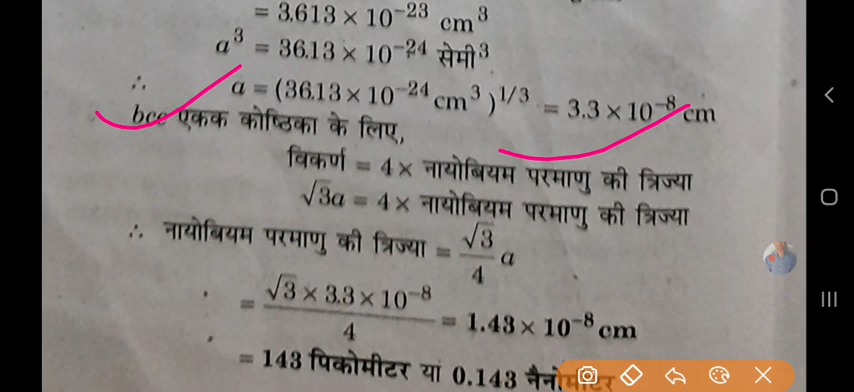 = 3.613 × 10⁻²³ cm³
a³ = 36.13 × 10⁻²⁴ सेमी³
∴ a = (36.13 × 10⁻²⁴ cm³)^1/3 = 3.3 × 10⁻⁸ cm
bcc एकक कोष्ठिका के लिए,
विकर्ण = 4 × नायोबियम परमाणु की त्रिज्या
√3a = 4 × नायोबियम परमाणु की त्रिज्या
∴ नायोबियम परमाणु की त्रिज्या = √3/4 a
= √3 × 3.3 × 10⁻⁸/4 = 1.43 × 10⁻⁸ cm
= 143 पिकोमीटर यां 0.143 नैनोमीटर